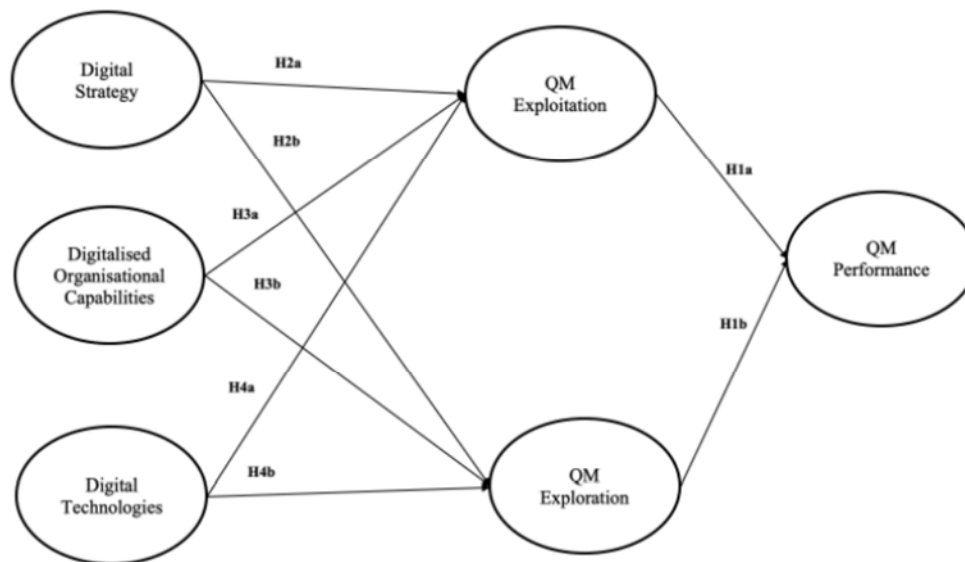 Digital
Strategy
H2a
QM
Exploitation
H2b
H1a
H3a
Digitalised
Organisational
Capabilities
H3b
QM
Performance
H1b
H4a
Digital
Technologies
H4b
QM
Exploration